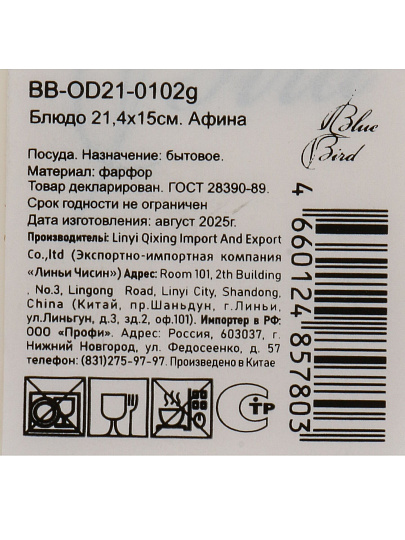 BB-OD21-0102g
Блюдо 21,4х15см. Афина
Blue
Bird
Посуда. Назначение: бытовое.
Материал: фарфор
Товар декларирован. ГОСТ 28390-89.
Срок годности не ограничен
Дата изготовления: август 2025г.
Производитель: Linyi Qixing Import And Export
Co.,ltd (Экспортно-импортная компания
«Линьи Чисин») Адрес: Room 101, 2th Building
, No.3, Lingong Road, Linyi City, Shandong,
China (Китай, пр.Шаньдун, г.Линьи,
ул.Линьгун, д.3, зд.2, оф.101). Импортер в РФ:
ООО «Профи». Адрес: Россия, 603037, г.
Нижний Новгород, ул. Федосеенко, д. 57
телефон: (831)275-97-97. Произведено в Китае
4 660124 857803
СТР